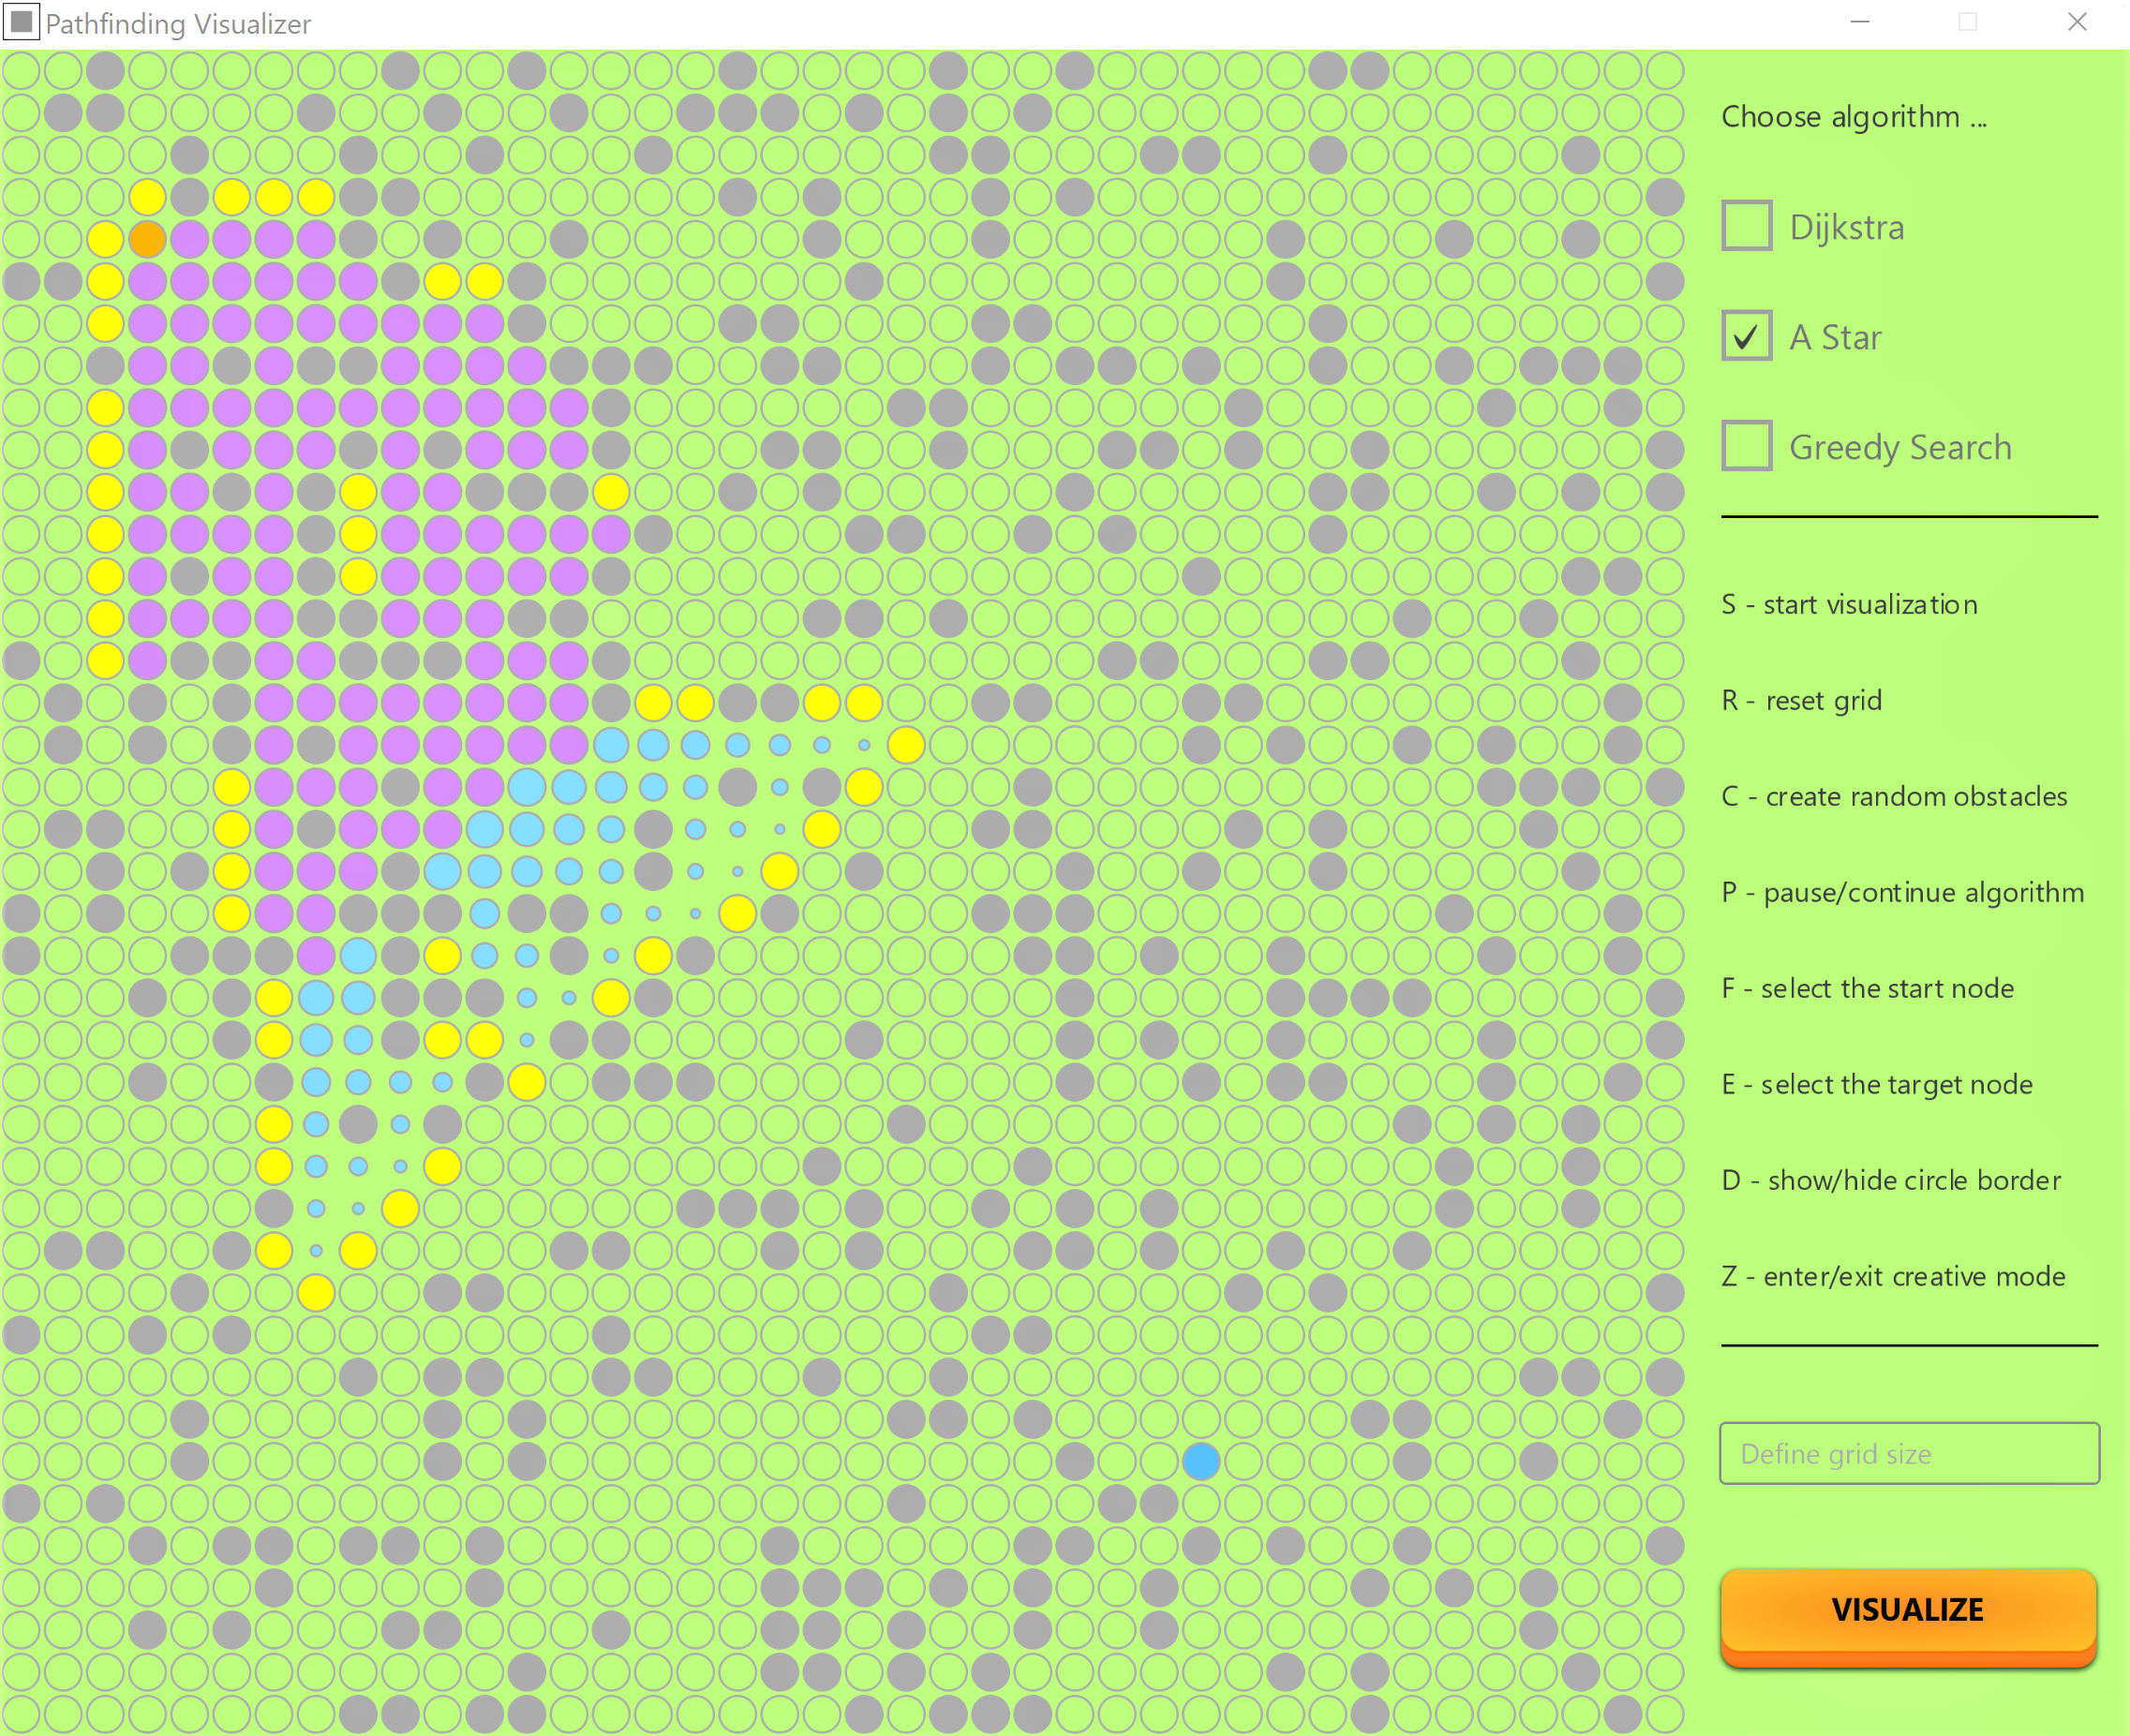 Pathfinding Visualizer
Choose algorithm ...
Dijkstra
A Star
Greedy Search
S - start visualization
R - reset grid
C - create random obstacles
P - pause/continue algorithm
F - select the start node
E - select the target node
D - show/hide circle border
Z - enter/exit creative mode
Define grid size
VISUALIZE